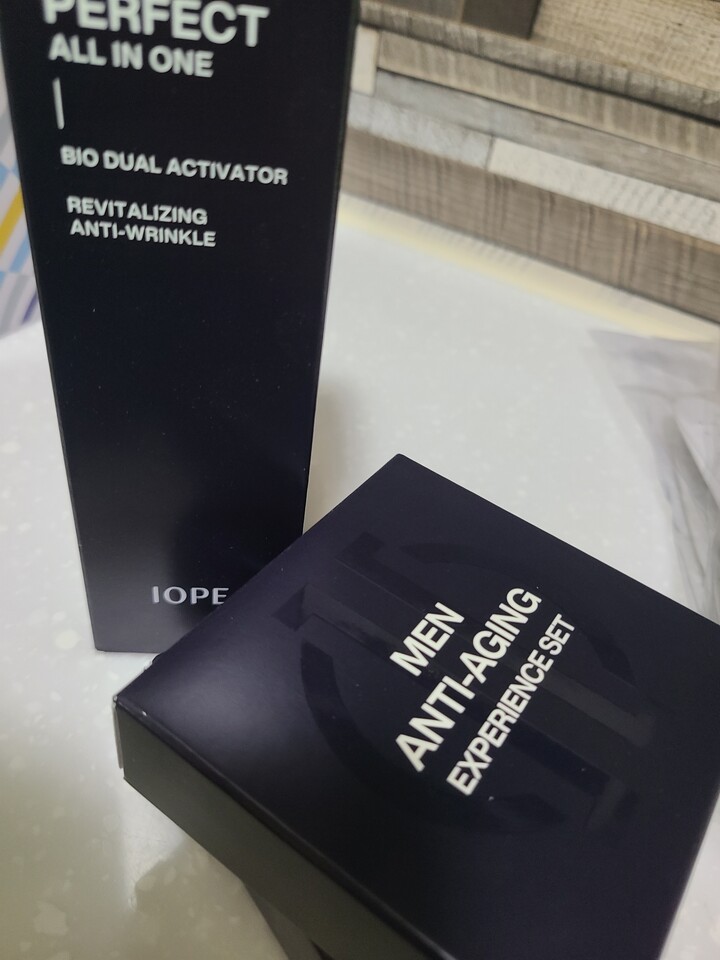 PERFECT
ALL IN ONE
BIO DUAL ACTIVATOR
REVITALIZING
ANTI-WRINKLE
IOPE
MEN
ANTI-AGING
EXPERIENCE SET